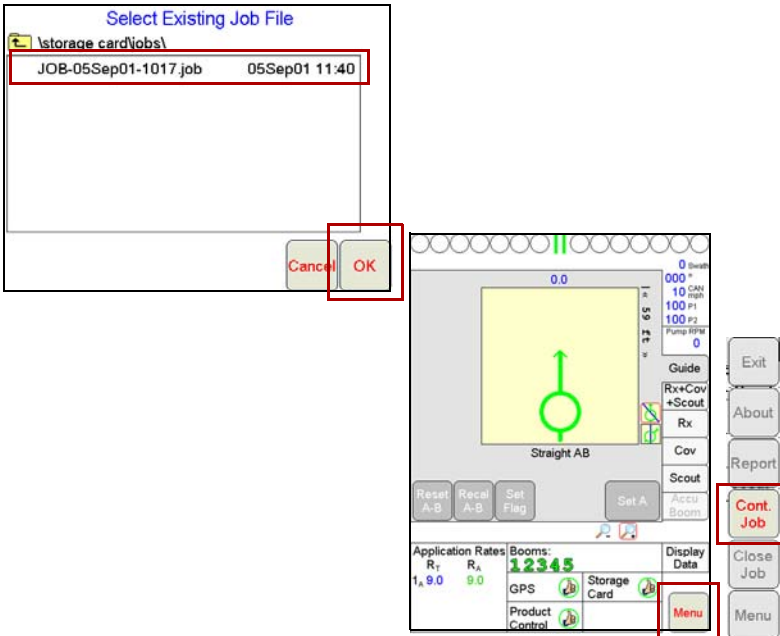 Select Existing Job File
\storage card\jobs\
JOB-05Sep01-1017.job 05Sep01 11:40
Cancel OK
0 Swath
0.0
000 °
10 CAN mph
100 P1
100 P2
Pump RPM
0
59 ft
Guide
Rx+Cov
+Scout
Rx
Cov
Scout
Accu
Boom
Straight AB
Reset
A-B
Recal
A-B
Set
Flag
Set A
Application Rates
RT RA
1A 9.0 9.0
Booms:
12345
GPS
Storage
Card
Product
Control
Display
Data
Menu
Exit
About
Report
Cont.
Job
Close
Job
Menu